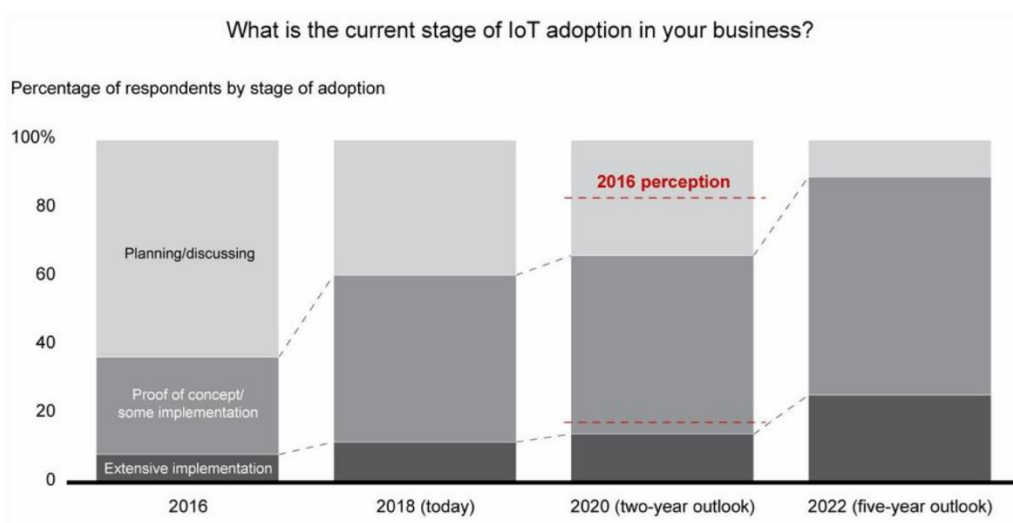 What is the current stage of IoT adoption in your business?
Percentage of respondents by stage of adoption
100%
80
60
40
20
0
2016 perception
Planning/discussing
Proof of concept/
some implementation
Extensive implementation
2016
2018 (today)
2020 (two-year outlook)
2022 (five-year outlook)